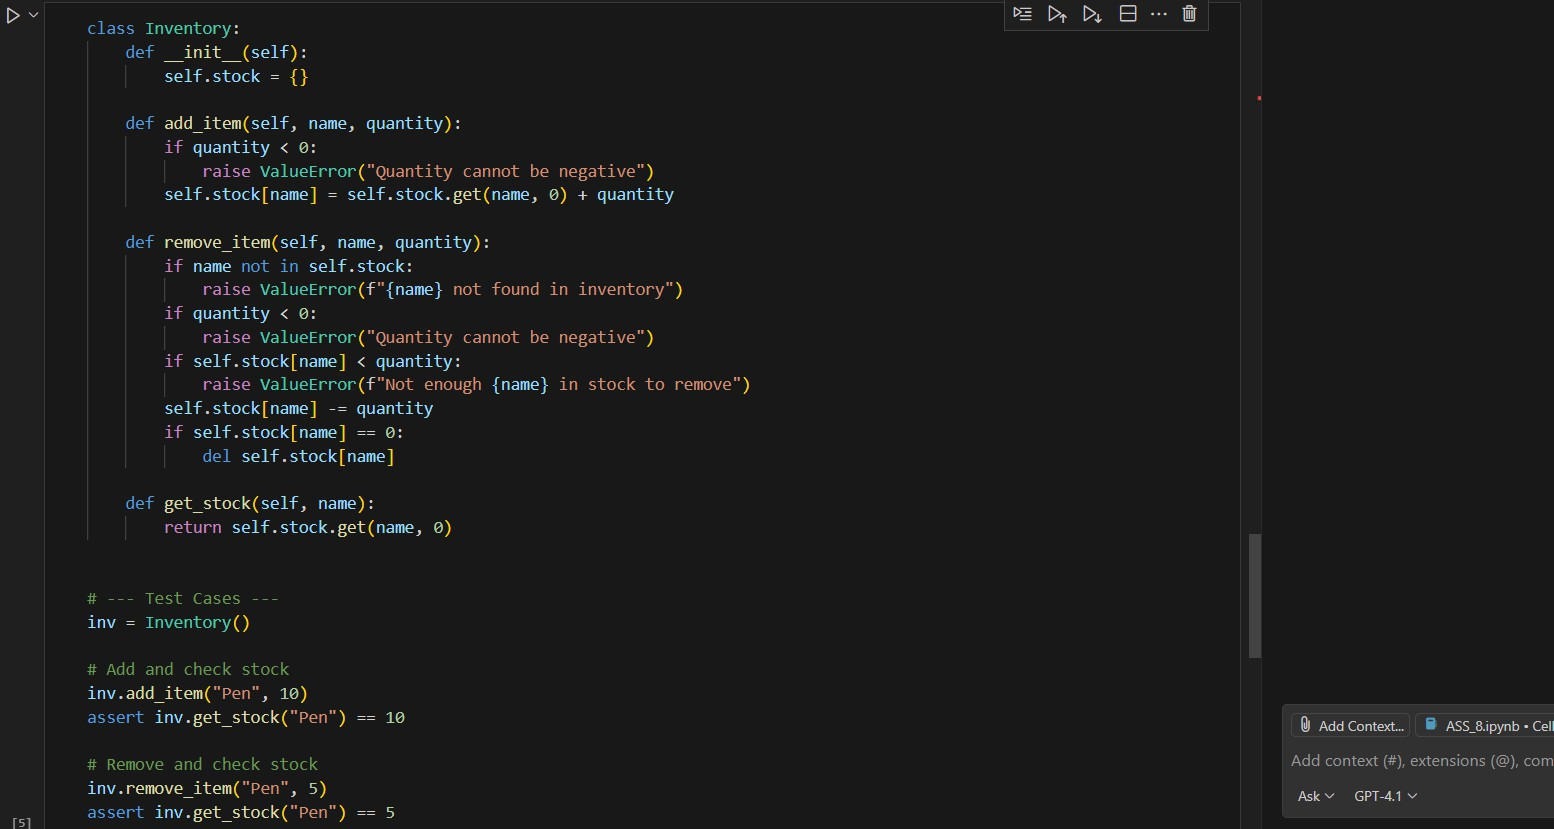 class Inventory:
    def __init__(self):
        self.stock = {}

    def add_item(self, name, quantity):
        if quantity < 0:
            raise ValueError("Quantity cannot be negative")
        self.stock[name] = self.stock.get(name, 0) + quantity

    def remove_item(self, name, quantity):
        if name not in self.stock:
            raise ValueError(f"{name} not found in inventory")
        if quantity < 0:
            raise ValueError("Quantity cannot be negative")
        if self.stock[name] < quantity:
            raise ValueError(f"Not enough {name} in stock to remove")
        self.stock[name] -= quantity
        if self.stock[name] == 0:
            del self.stock[name]

    def get_stock(self, name):
        return self.stock.get(name, 0)


# --- Test Cases ---
inv = Inventory()

# Add and check stock
inv.add_item("Pen", 10)
assert inv.get_stock("Pen") == 10

# Remove and check stock
inv.remove_item("Pen", 5)
assert inv.get_stock("Pen") == 5
[5]
Add Context...
ASS_8.ipynb • Cell
Add context (#), extensions (@), com
Ask
GPT-4.1